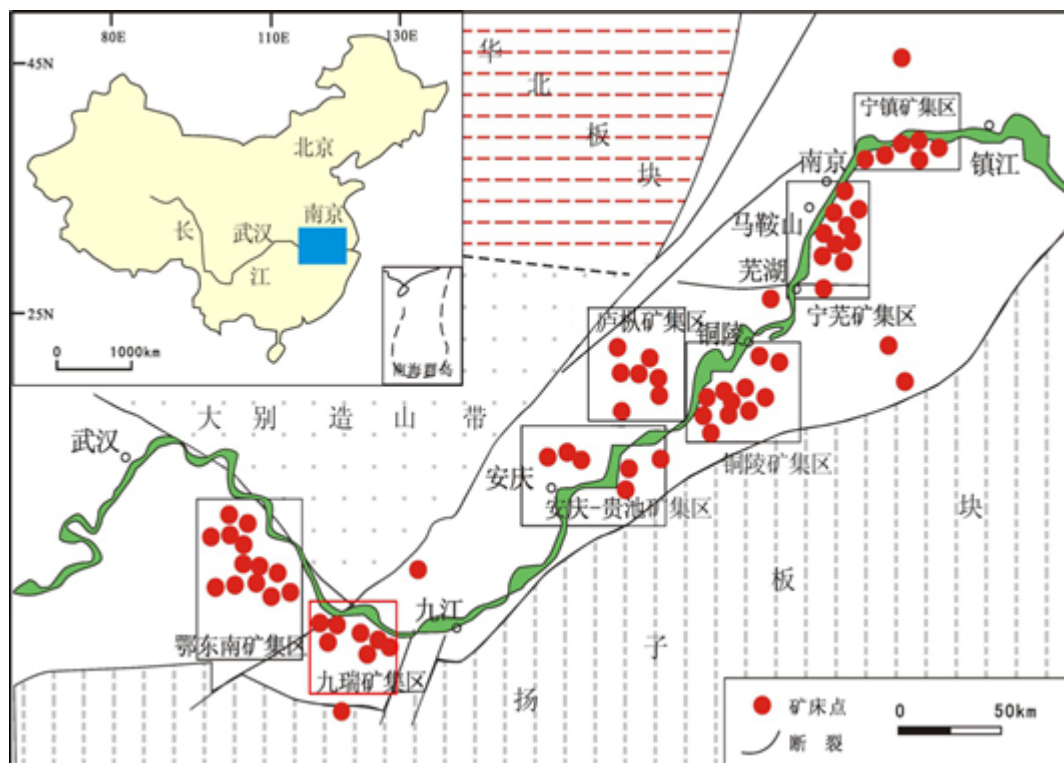 80E
110E
130E
45N
25N
北京
南京
武汉
长
江
0 1000km
南海群岛
华
北
板
块
宁镇矿集区
镇江
南京
马鞍山
芜湖
宁芜矿集区
庐枞矿集区
铜陵
铜陵矿集区
大别造山带
武汉
安庆
安庆-贵池矿集区
鄂东南矿集区
九江
九瑞矿集区
块
板
子
扬
矿床点
断 裂
0 50km